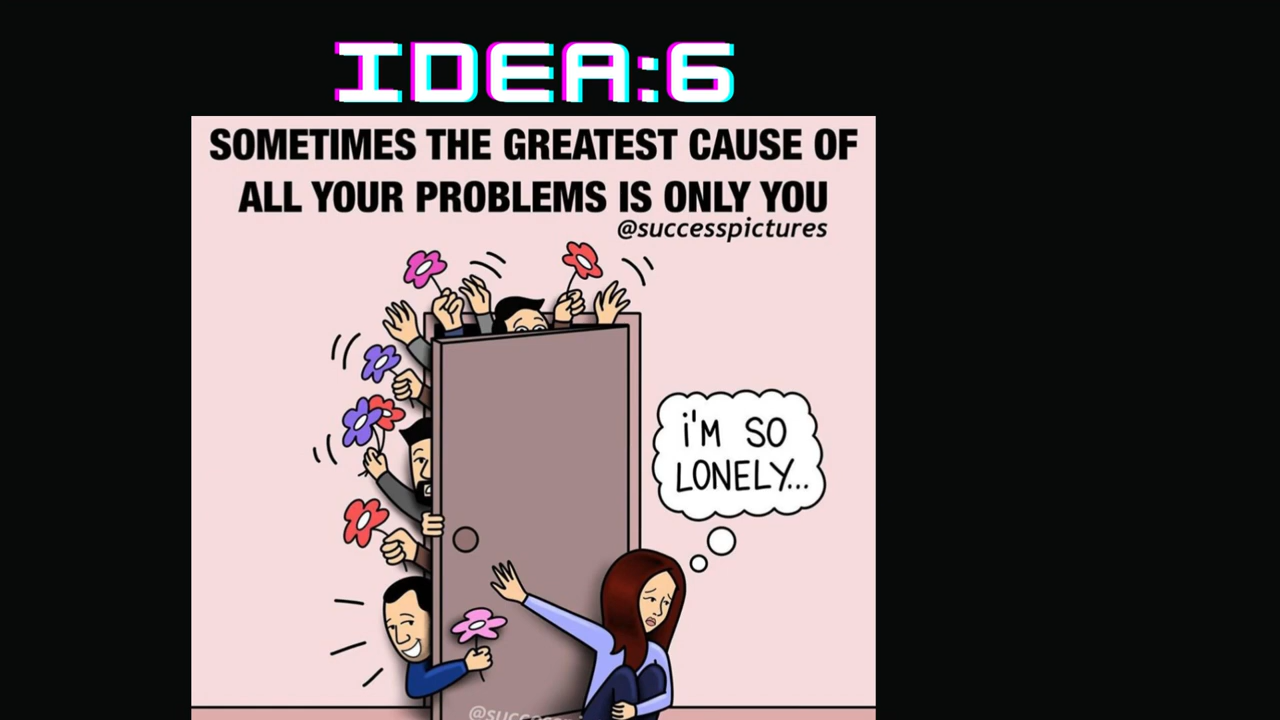 IDEA:6
SOMETIMES THE GREATEST CAUSE OF
ALL YOUR PROBLEMS IS ONLY YOU
@successpictures
i'M SO
LONELY...